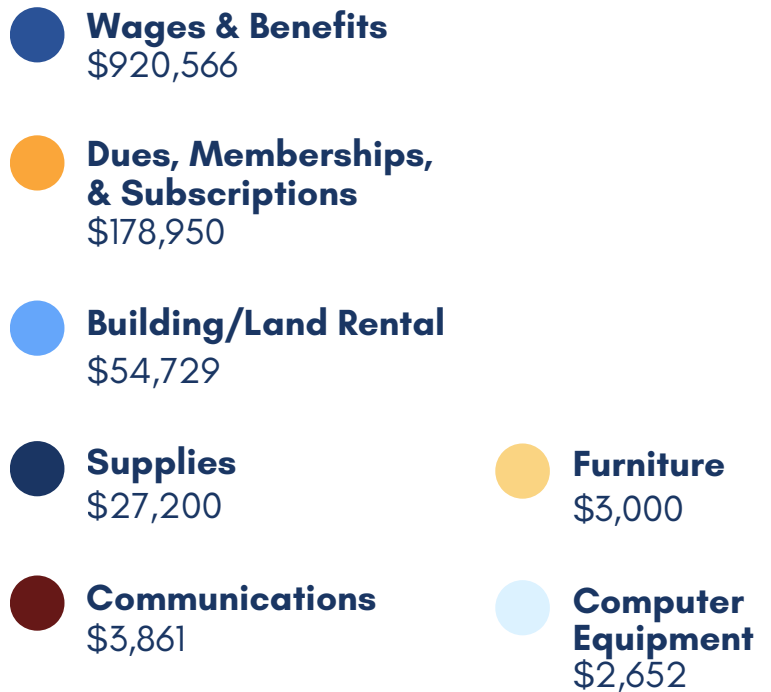 Wages & Benefits
$920,566
Dues, Memberships,
& Subscriptions
$178,950
Building/Land Rental
$54,729
Supplies
$27,200
Communications
$3,861
Furniture
$3,000
Computer
Equipment
$2,652